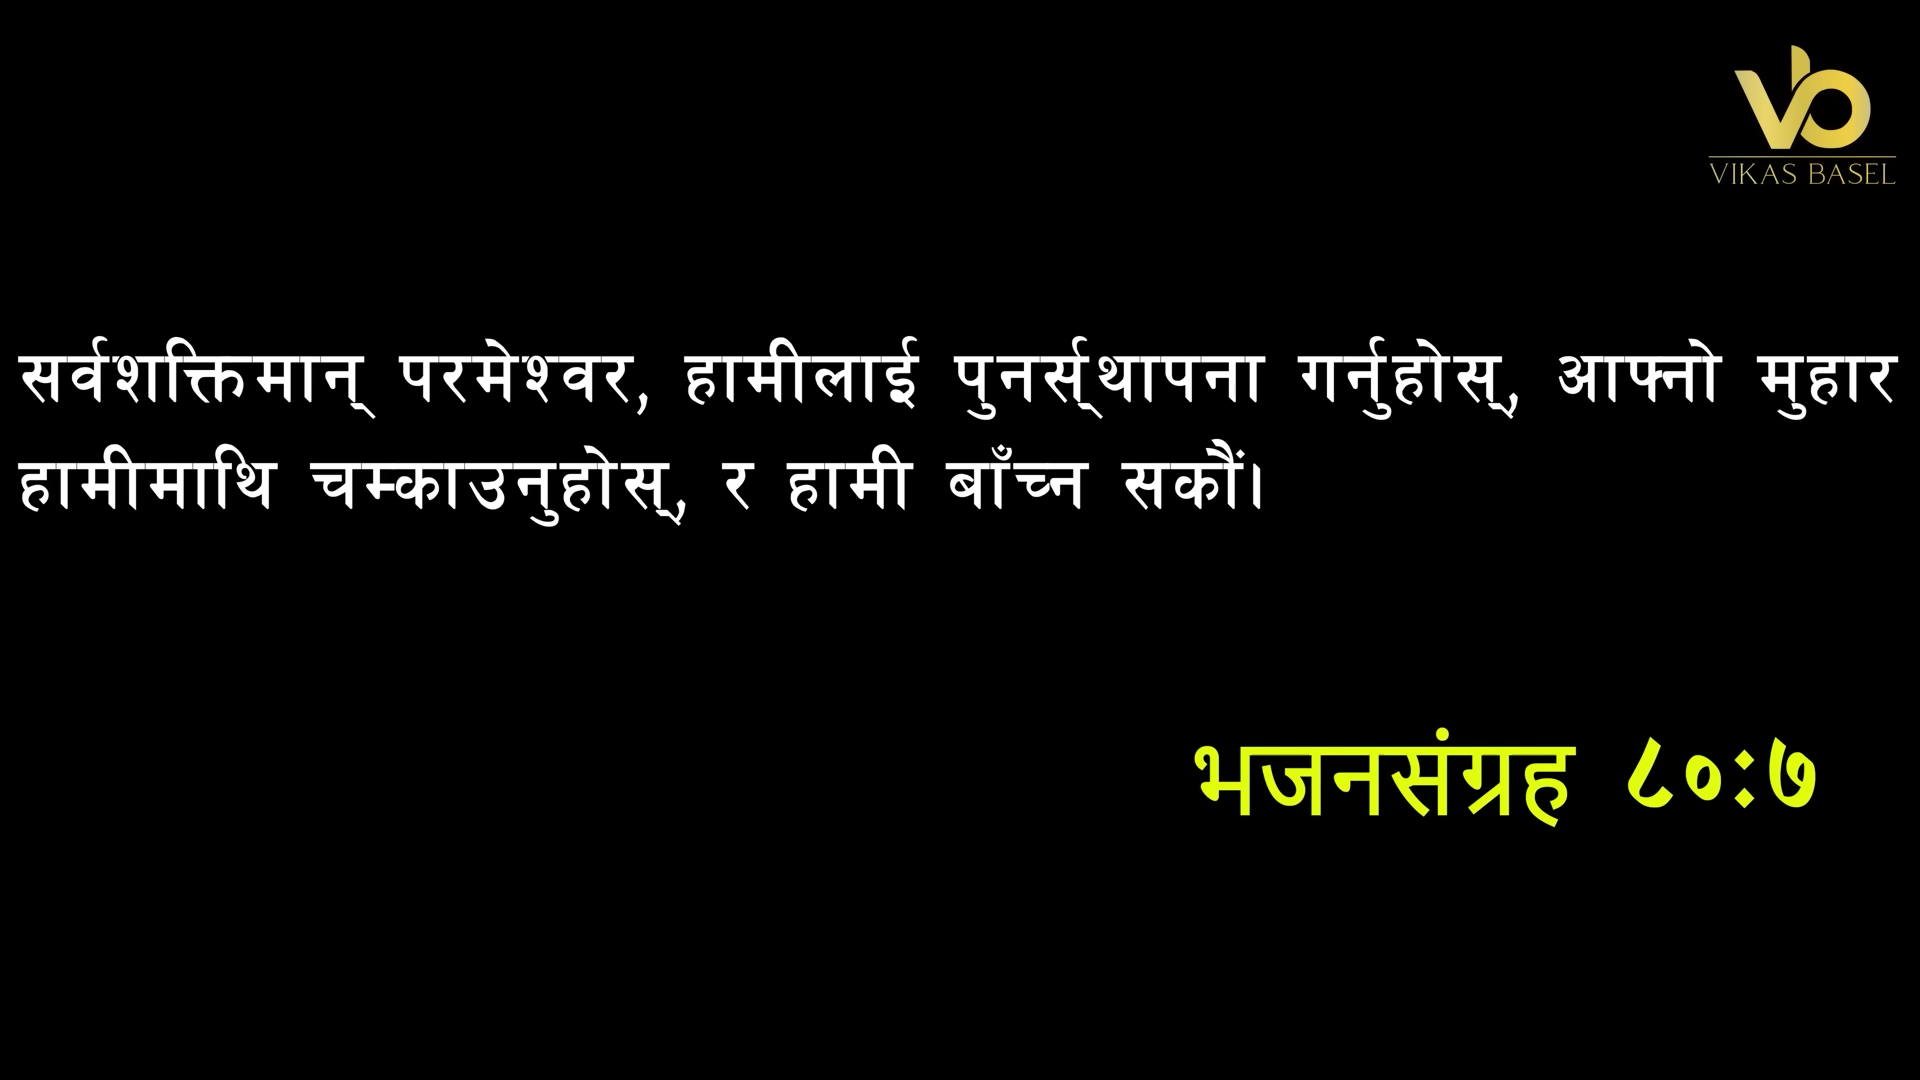 VIKAS BASEL
सर्वशक्तिमान् परमेश्वर, हामीलाई पुनर्स्थापना गर्नुहोस्, आफ्नो मुहार
हामीमाथि चम्काउनुहोस्, र हामी बाँच्न सकौं।
भजनसंग्रह ८०:७